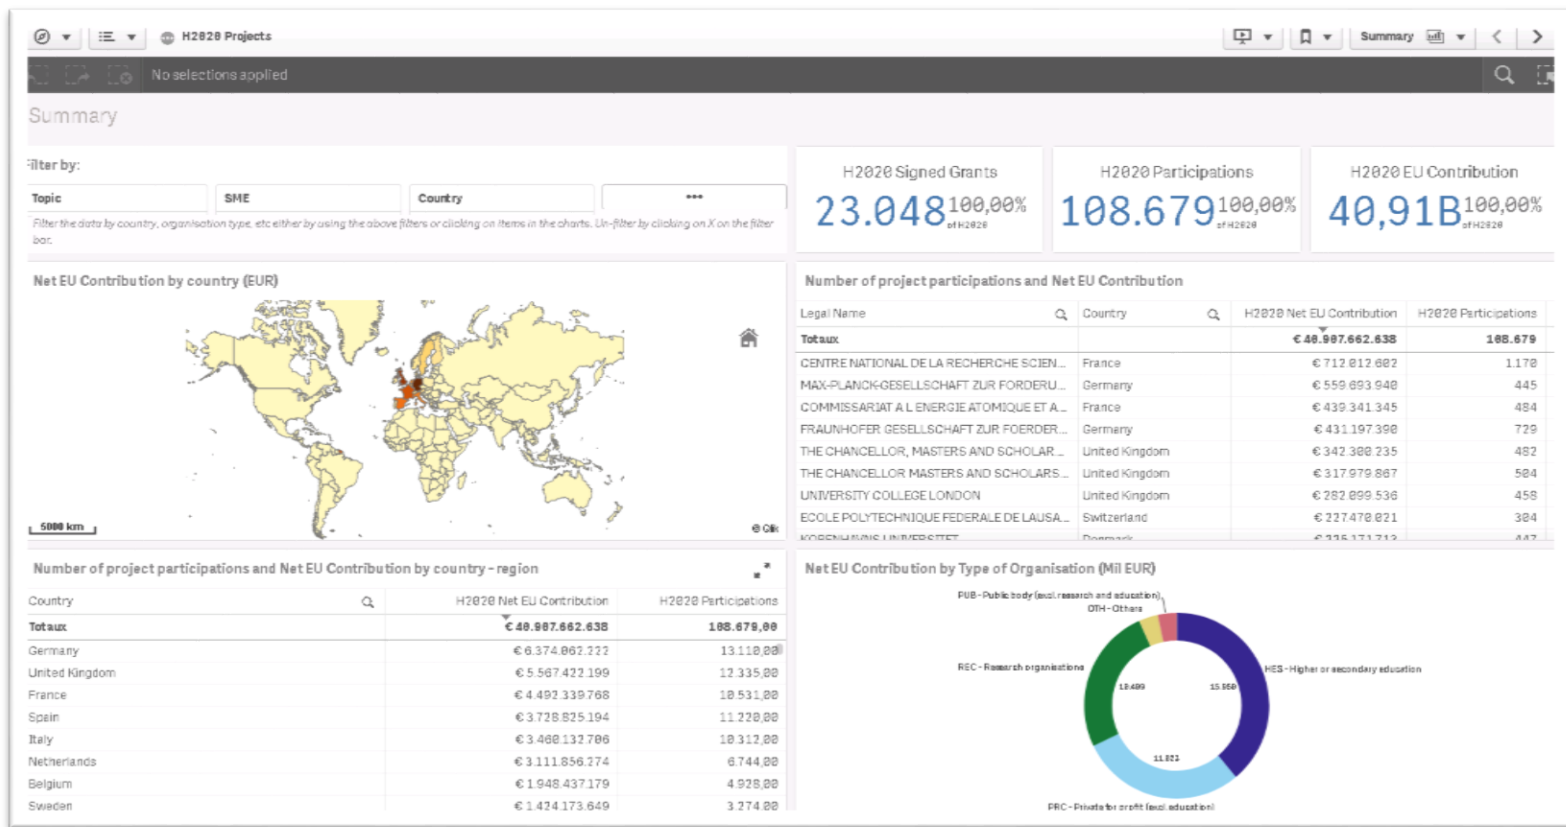 H2020 Projects
Summary
No selections applied
Summary
Filter by:
Topic
SME
Country
•••
Filter the data by country, organisation type, etc either by using the above filters or clicking on items in the charts. Un-filter by clicking on X on the filter
bar.
H2020 Signed Grants
23.048 100,00%
of H2020
H2020 Participations
108.679 100,00%
of H2020
H2020 EU Contribution
40,91B 100,00%
of H2020
Net EU Contribution by country (EUR)
5000 km
© Qlik
Number of project participations and Net EU Contribution
Legal Name Country H2020 Net EU Contribution H2020 Participations
Totaux € 40.907.662.638 108.679
CENTRE NATIONAL DE LA RECHERCHE SCIEN... France € 712.012.602 1.170
MAX-PLANCK-GESELLSCHAFT ZUR FORDERU... Germany € 559.693.940 445
COMMISSARIAT A L ENERGIE ATOMIQUE ET A... France € 439.341.345 484
FRAUNHOFER GESELLSCHAFT ZUR FOERDER... Germany € 431.197.390 729
THE CHANCELLOR, MASTERS AND SCHOLAR... United Kingdom € 342.300.235 482
THE CHANCELLOR MASTERS AND SCHOLARS... United Kingdom € 317.979.867 504
UNIVERSITY COLLEGE LONDON United Kingdom € 282.099.536 458
ECOLE POLYTECHNIQUE FEDERALE DE LAUSA... Switzerland € 227.470.021 304
KOBENHAVNS UNIVERSITET Denmark 447
Number of project participations and Net EU Contribution by country - region
Country H2020 Net EU Contribution H2020 Participations
Totaux € 40.907.662.638 108.679,00
Germany € 6.374.062.222 13.110,00
United Kingdom € 5.567.422.199 12.335,00
France € 4.492.339.768 10.531,00
Spain € 3.728.825.194 11.220,00
Italy € 3.460.132.706 10.312,00
Netherlands € 3.111.856.274 6.744,00
Belgium € 1.948.437.179 4.928,00
Sweden € 1.424.173.649 3.274,00
Net EU Contribution by Type of Organisation (Mil EUR)
PUB - Public body (excl. research and education)
OTH - Others
REC - Research organisations
HES - Higher or secondary education
PRC - Private for profit (excl. education)